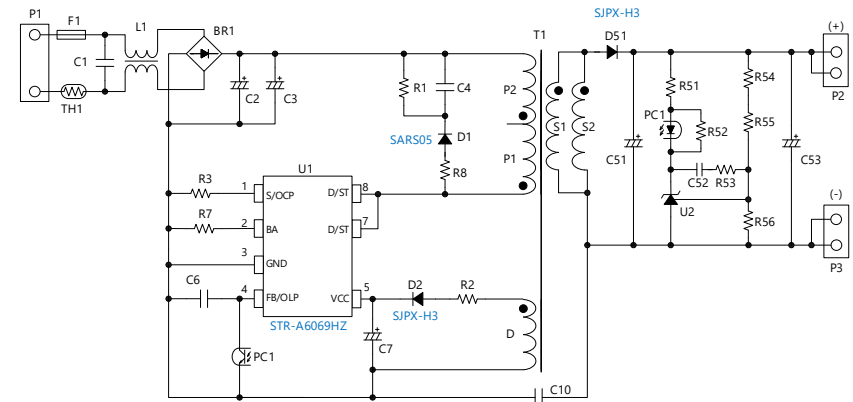 SJPX-H3
P1
F1
L1
BR1
T1
D51
(+)
C1
TH1
C2
C3
R1
C4
P2
S1
S2
R51
R54
P2
PC1
R52
R55
SARS05
D1
P1
C51
C53
R8
C52
R53
U1
R3
1
S/OCP
D/ST
8
U2
(-)
R7
2
BA
D/ST
7
R56
3
GND
P3
C6
4
FB/OLP
VCC
5
D2
R2
STR-A6069HZ
SJPX-H3
D
PC1
C7
C10